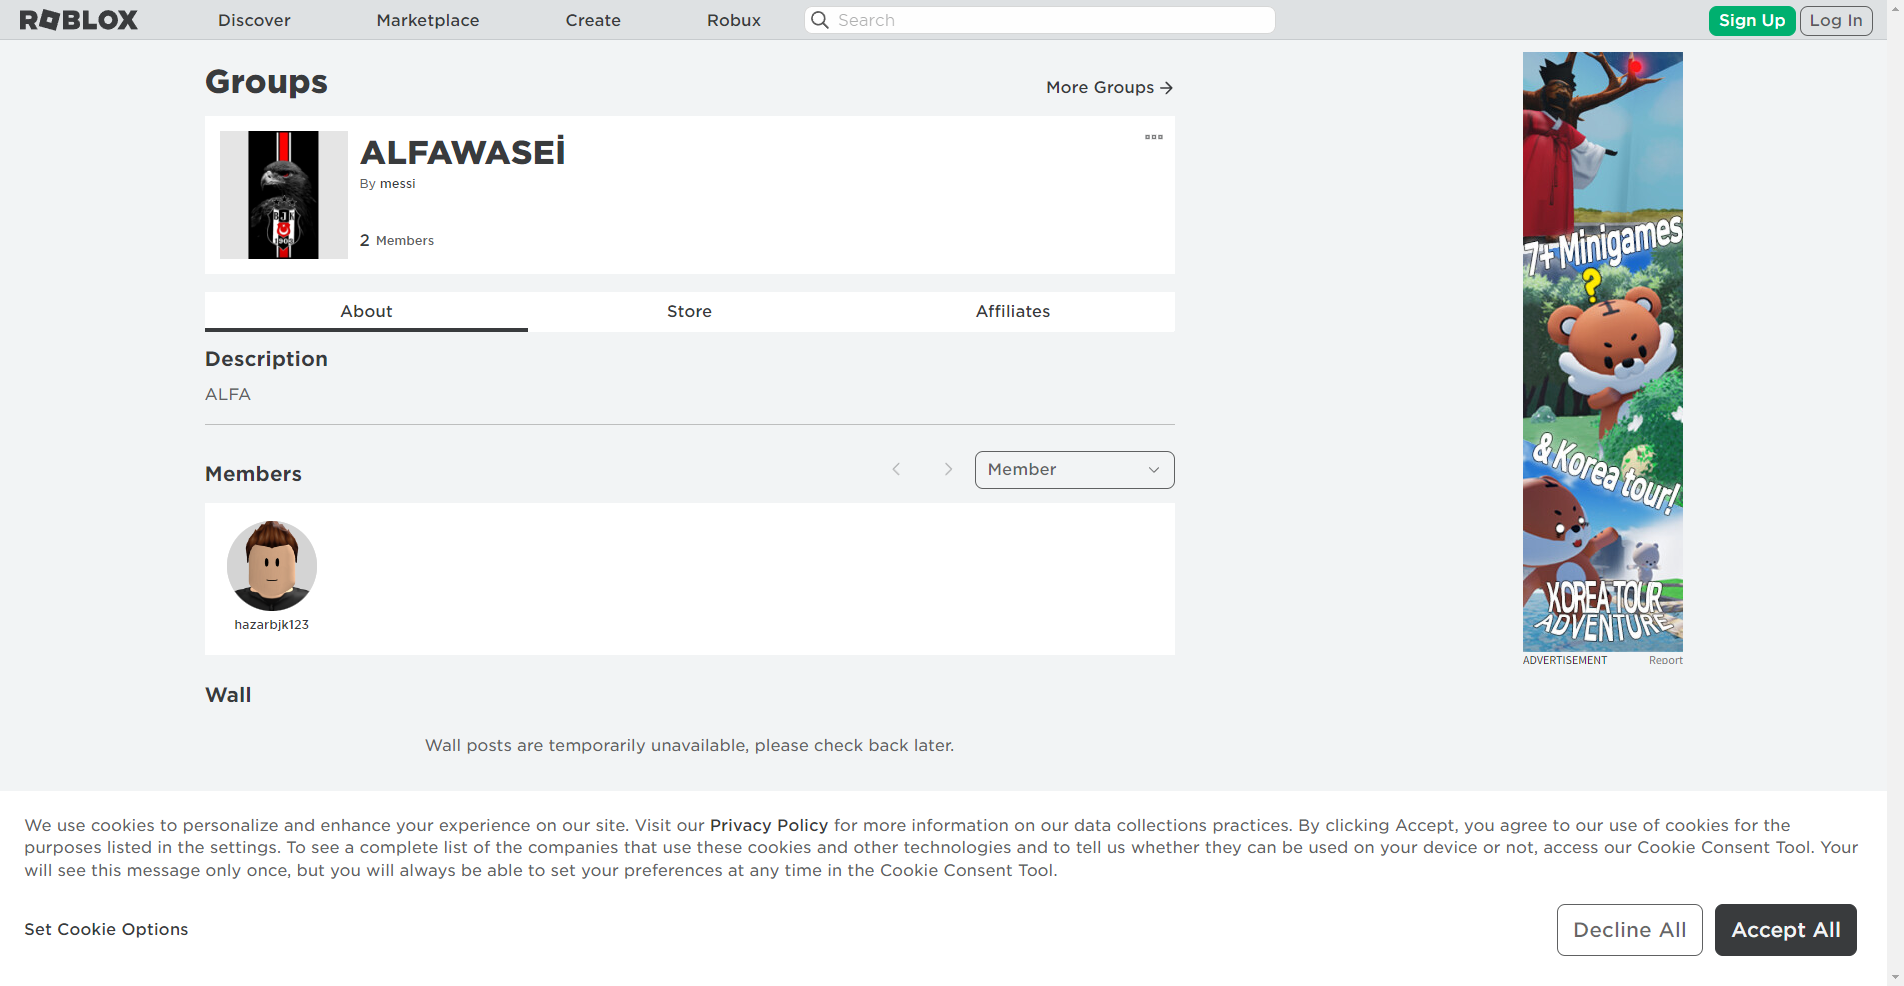 ROBLOX
Discover
Marketplace
Create
Robux
Search
Sign Up
Log In
Groups
More Groups
ALFAWASEİ
By messi
2 Members
BJK
1903
About
Store
Affiliates
Description
ALFA
Members
Member
hazarbjk123
Wall
Wall posts are temporarily unavailable, please check back later.
7+ Minigames
?
& Korea tour!
KOREA TOUR
ADVENTURE
ADVERTISEMENT
Report
We use cookies to personalize and enhance your experience on our site. Visit our Privacy Policy for more information on our data collections practices. By clicking Accept, you agree to our use of cookies for the
purposes listed in the settings. To see a complete list of the companies that use these cookies and other technologies and to tell us whether they can be used on your device or not, access our Cookie Consent Tool. Your
will see this message only once, but you will always be able to set your preferences at any time in the Cookie Consent Tool.
Set Cookie Options
Decline All
Accept All